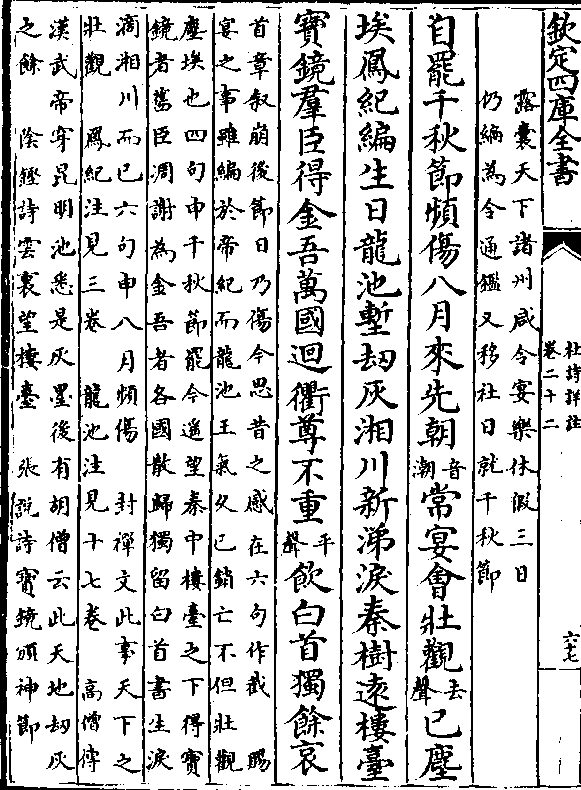 欽定四庫全書
杜詩詳註
卷二十二
六十七
露囊天下諸州咸令宴樂休假三日
仍編為令通鑑又移社日就千秋節
自罷千秋節頻傷八月來先朝音潮常宴會壯觀去聲已塵
埃鳳紀編生日龍池塹劫灰湘川新涕淚秦樹遠樓臺
寶鏡羣臣得金吾萬國迴衢尊不重平聲飲白首獨餘哀
首章叙崩後節日乃傷今思昔之感在六句作截 賜
宴之事雖編於帝紀而龍池王氣久已銷亡不但壯觀
塵埃也四句申千秋節罷今遥望秦中樓臺之下得寶
鏡者舊臣凋謝為金吾者各國散歸獨留白首書生淚
滴湘川而已六句申八月頻傷 封禪文此事天下之
壯觀 鳳紀注見三卷 龍池注見十七卷 高僧傳
漢武帝穿昆明池悉是灰墨後有胡僧云此天地劫灰
之餘 陰鏗詩雲裏望樓臺 張說詩寶鏡頒神節